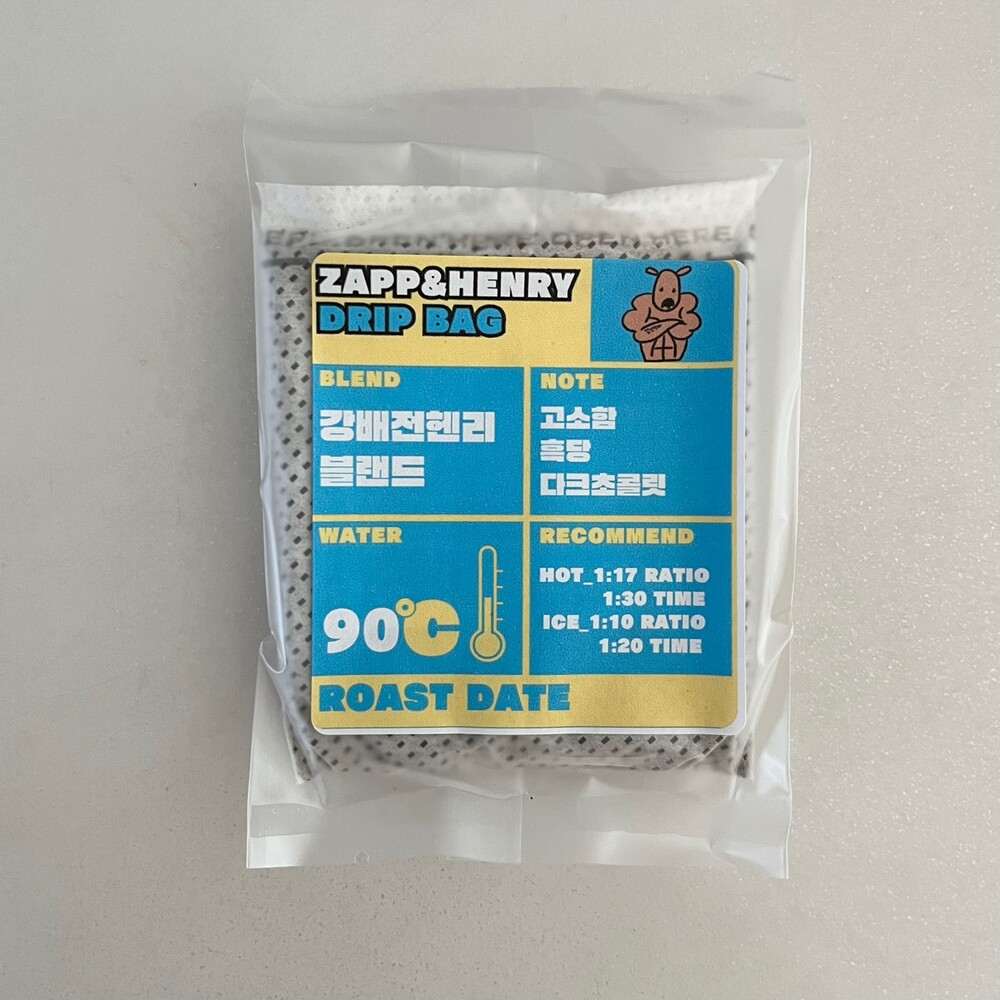 OPEN HERE
ZAPP&HENRY
DRIP BAG
BLEND
강배전헨리
블랜드
NOTE
고소함
흑당
다크초콜릿
WATER
90°C
RECOMMEND
HOT_1:17 RATIO
1:30 TIME
ICE_1:10 RATIO
1:20 TIME
ROAST DATE